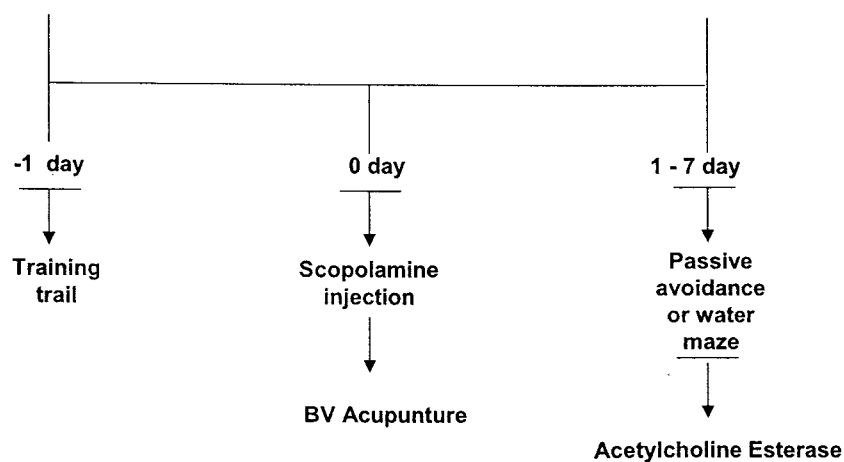 -1 day
0 day
1 - 7 day
Training
trail
Scopolamine
injection
BV Acupunture
Passive
avoidance
or water
maze
Acetylcholine Esterase